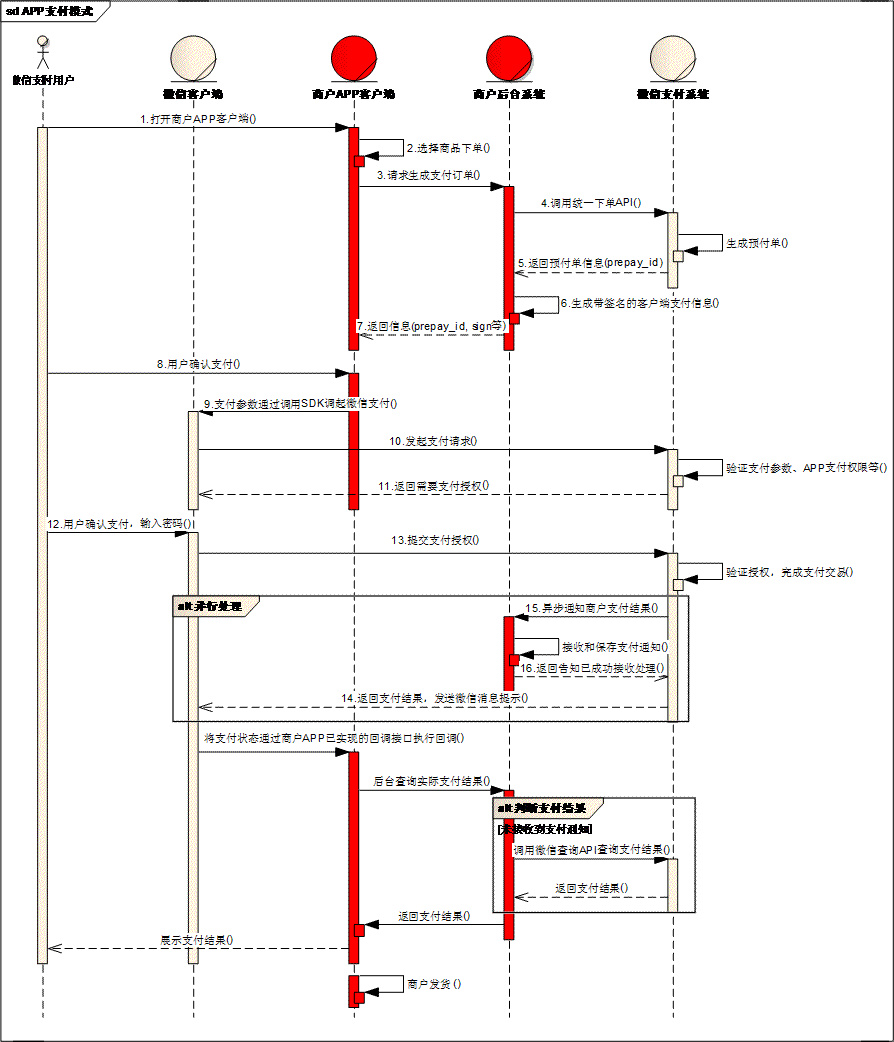 sd APP支付模式
微信支付用户
微信客户端
商户APP客户端
商户后台系统
微信支付系统
1.打开商户APP客户端()
2.选择商品下单()
3.请求生成支付订单()
4.调用统一下单API()
生成预付单()
5.返回预付单信息(prepay_id)
6.生成带签名的客户端支付信息()
7.返回信息(prepay_id, sign等)
8.用户确认支付()
9.支付参数通过调用SDK调起微信支付()
10.发起支付请求()
验证支付参数、APP支付权限等()
11.返回需要支付授权()
12.用户确认支付，输入密码()
13.提交支付授权()
验证授权，完成支付交易()
alt 并行处理
15.异步通知商户支付结果()
接收和保存支付通知()
16.返回告知已成功接收处理()
14.返回支付结果，发送微信消息提示()
将支付状态通过商户APP已实现的回调接口执行回调()
后台查询实际支付结果()
alt 判断支付结果
[未接收到支付通知]
调用微信查询API查询支付结果()
返回支付结果()
返回支付结果()
展示支付结果()
商户发货 ()